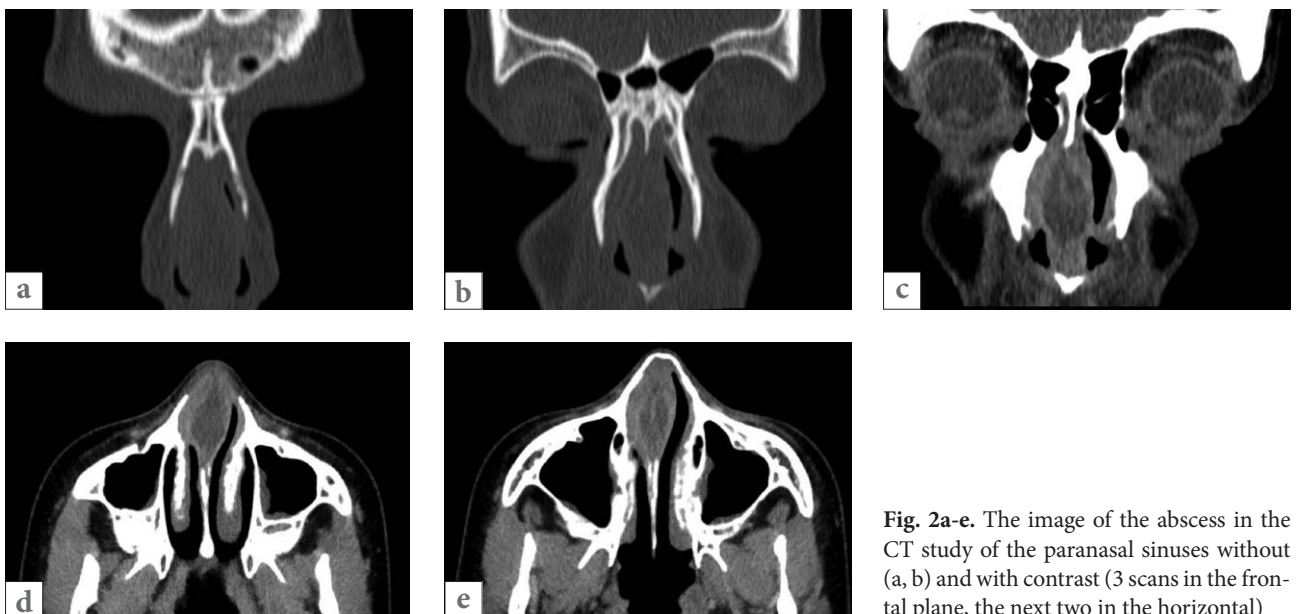 a
b
c
d
e
Fig. 2a-e. The image of the abscess in the
CT study of the paranasal sinuses without
(a, b) and with contrast (3 scans in the fron-
tal plane, the next two in the horizontal)